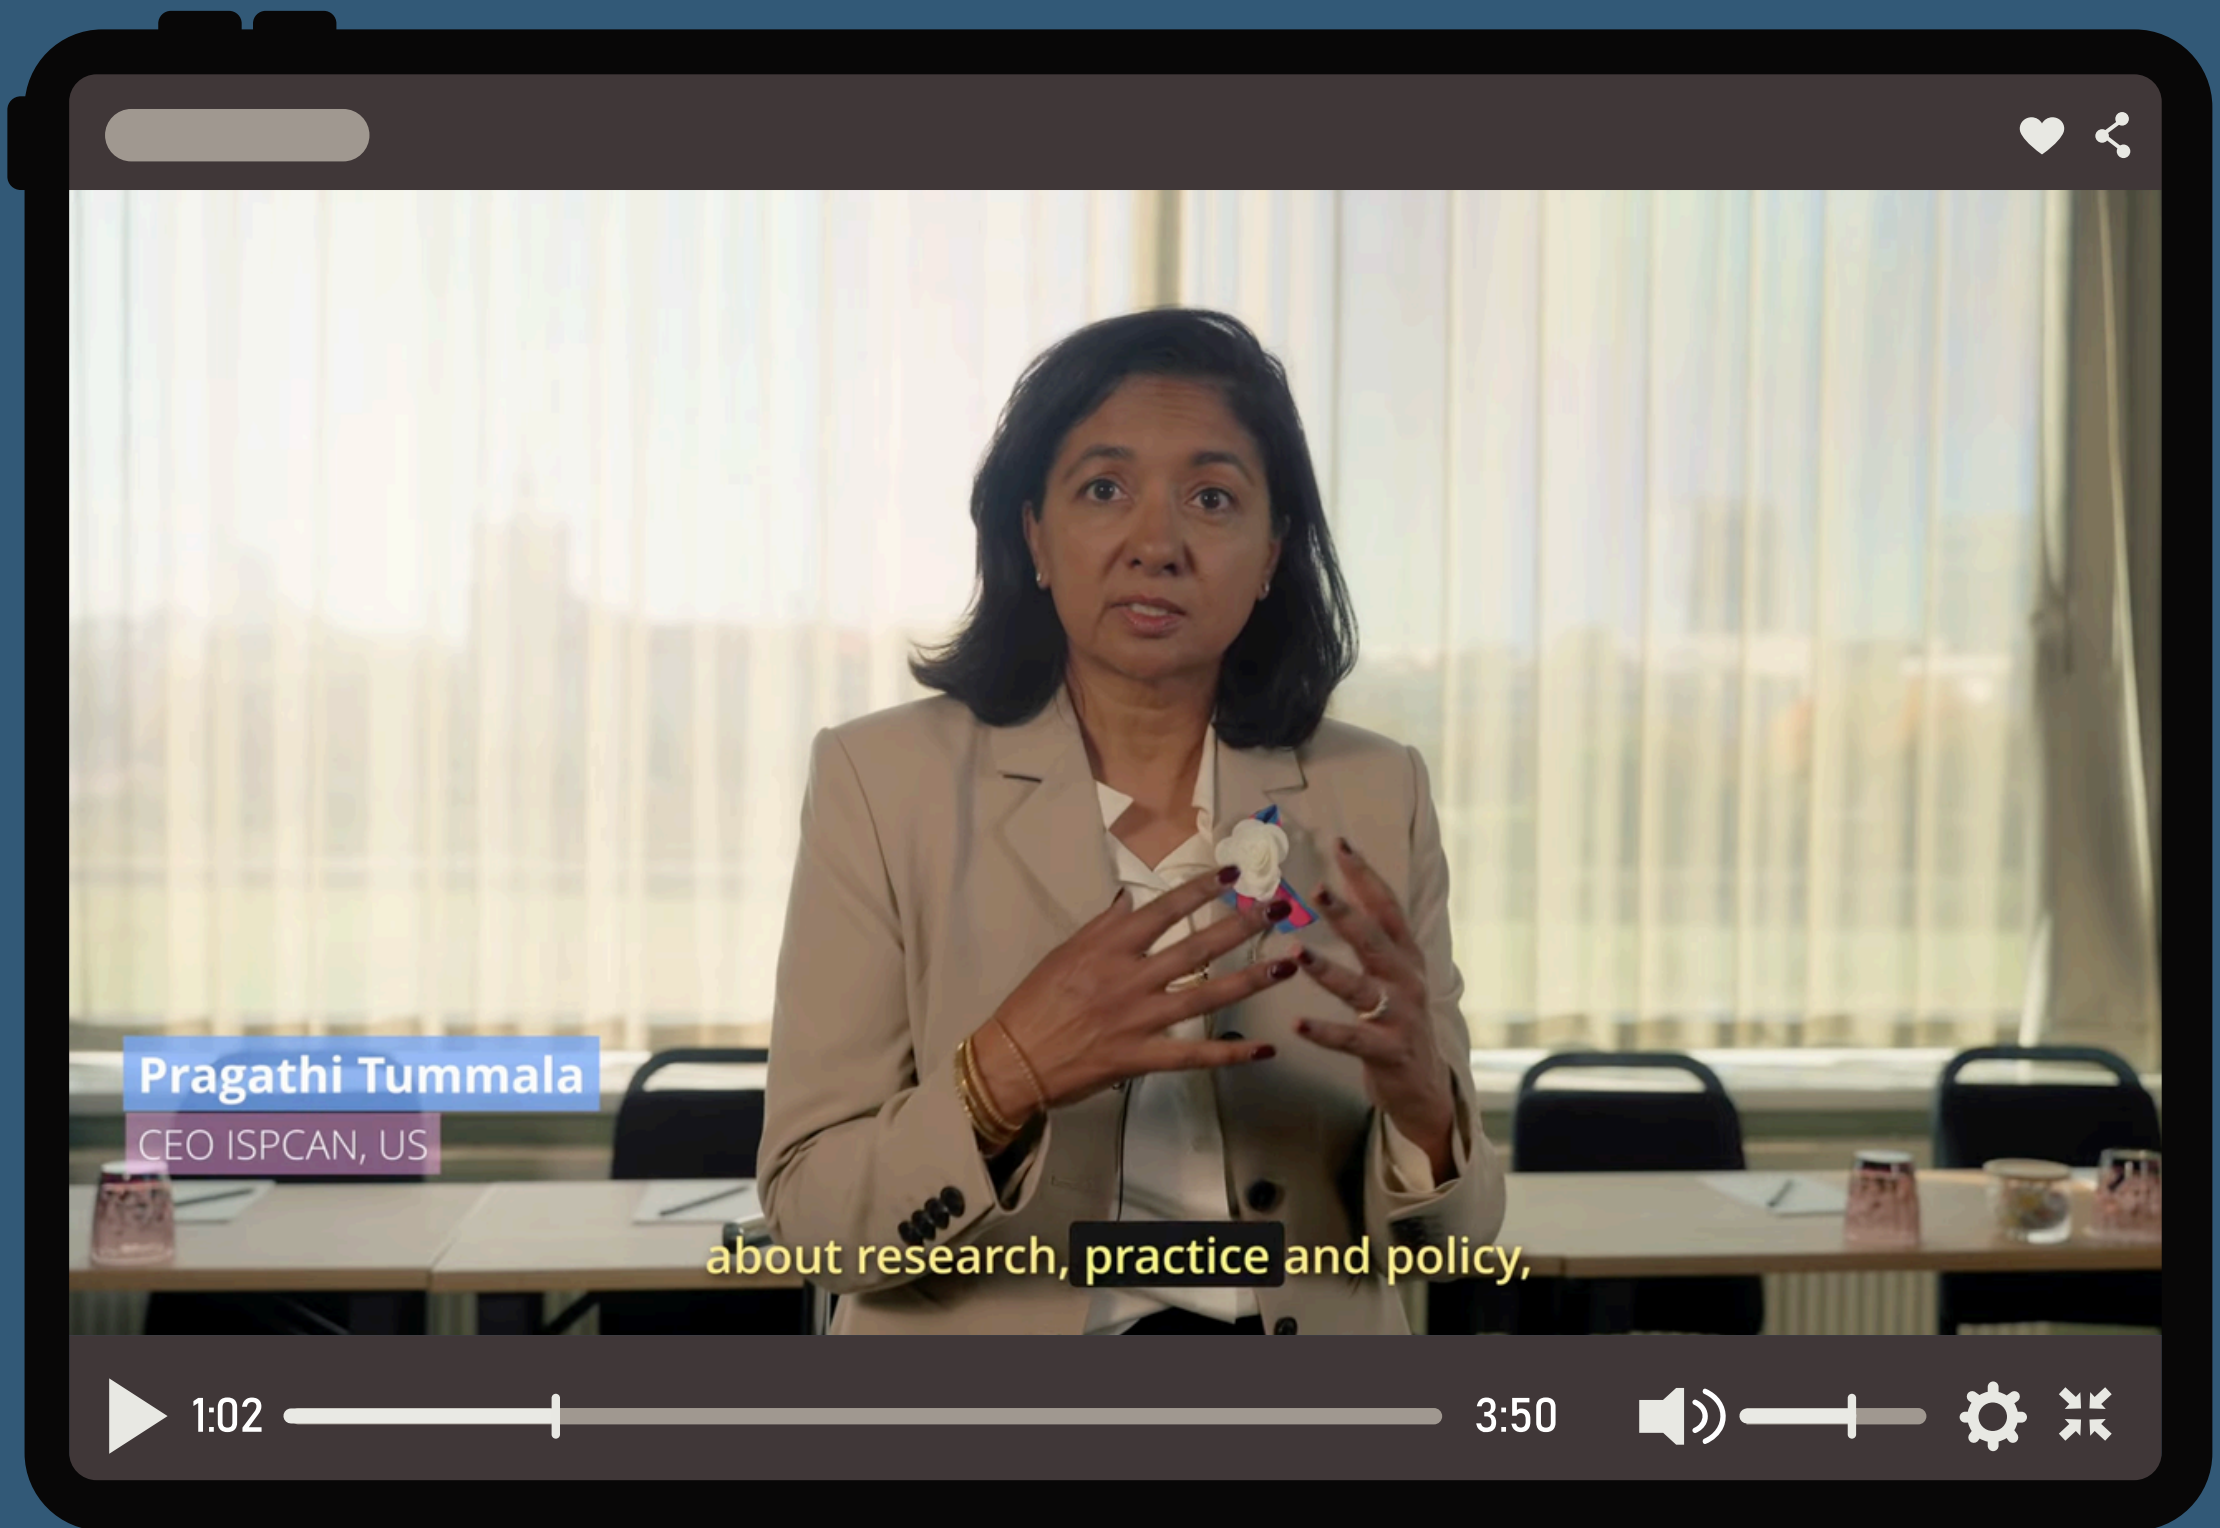 Pragathi Tummala
CEO ISPCAN, US
about research, practice and policy,
1:02
3:50